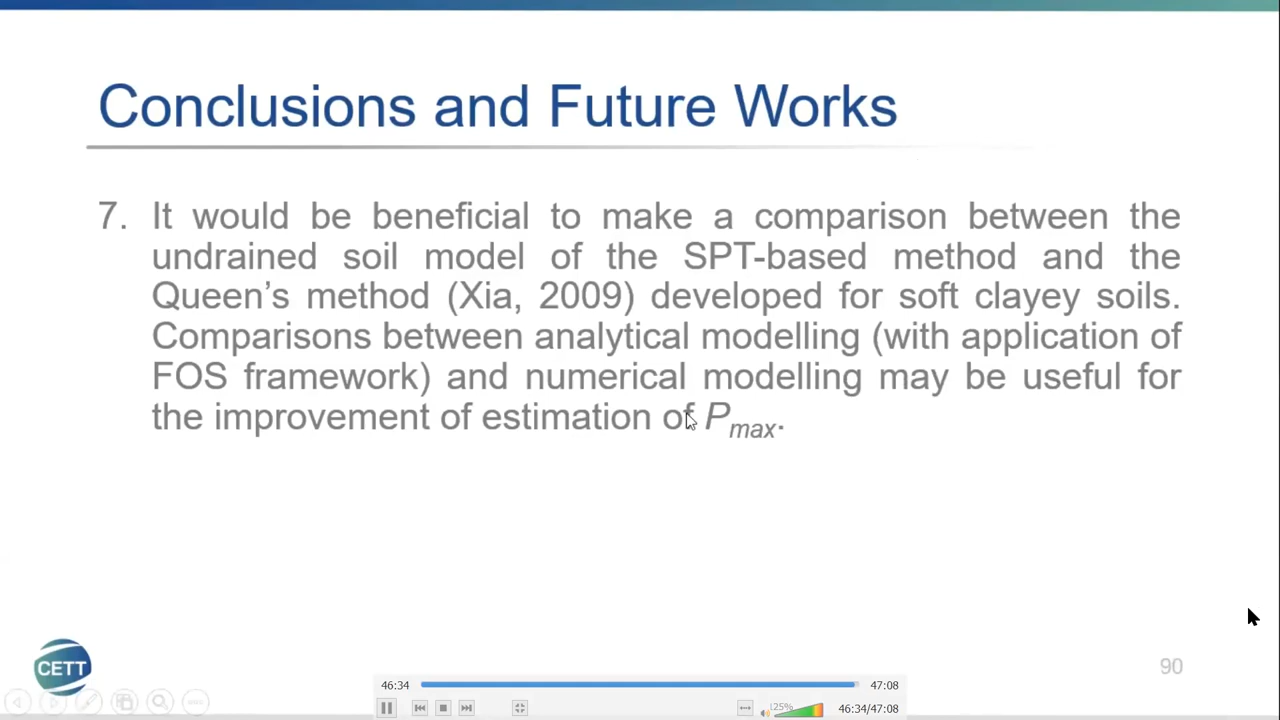 Conclusions and Future Works
7. It would be beneficial to make a comparison between the
undrained soil model of the SPT-based method and the
Queen’s method (Xia, 2009) developed for soft clayey soils.
Comparisons between analytical modelling (with application of
FOS framework) and numerical modelling may be useful for
the improvement of estimation of Pmax.
CETT
90
46:34
47:08
125%
46:34/47:08